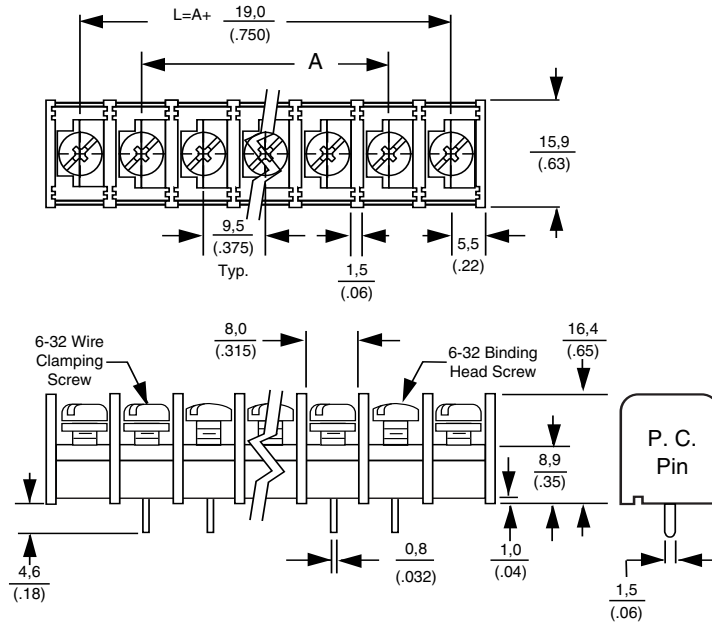 L=A+ 19,0
(.750)
A
15,9
(.63)
9,5
(.375)
Typ.
1,5
(.06)
5,5
(.22)
6-32 Wire
Clamping
Screw
8,0
(.315)
6-32 Binding
Head Screw
16,4
(.65)
8,9
(.35)
P. C.
Pin
4,6
(.18)
0,8
(.032)
1,0
(.04)
1,5
(.06)